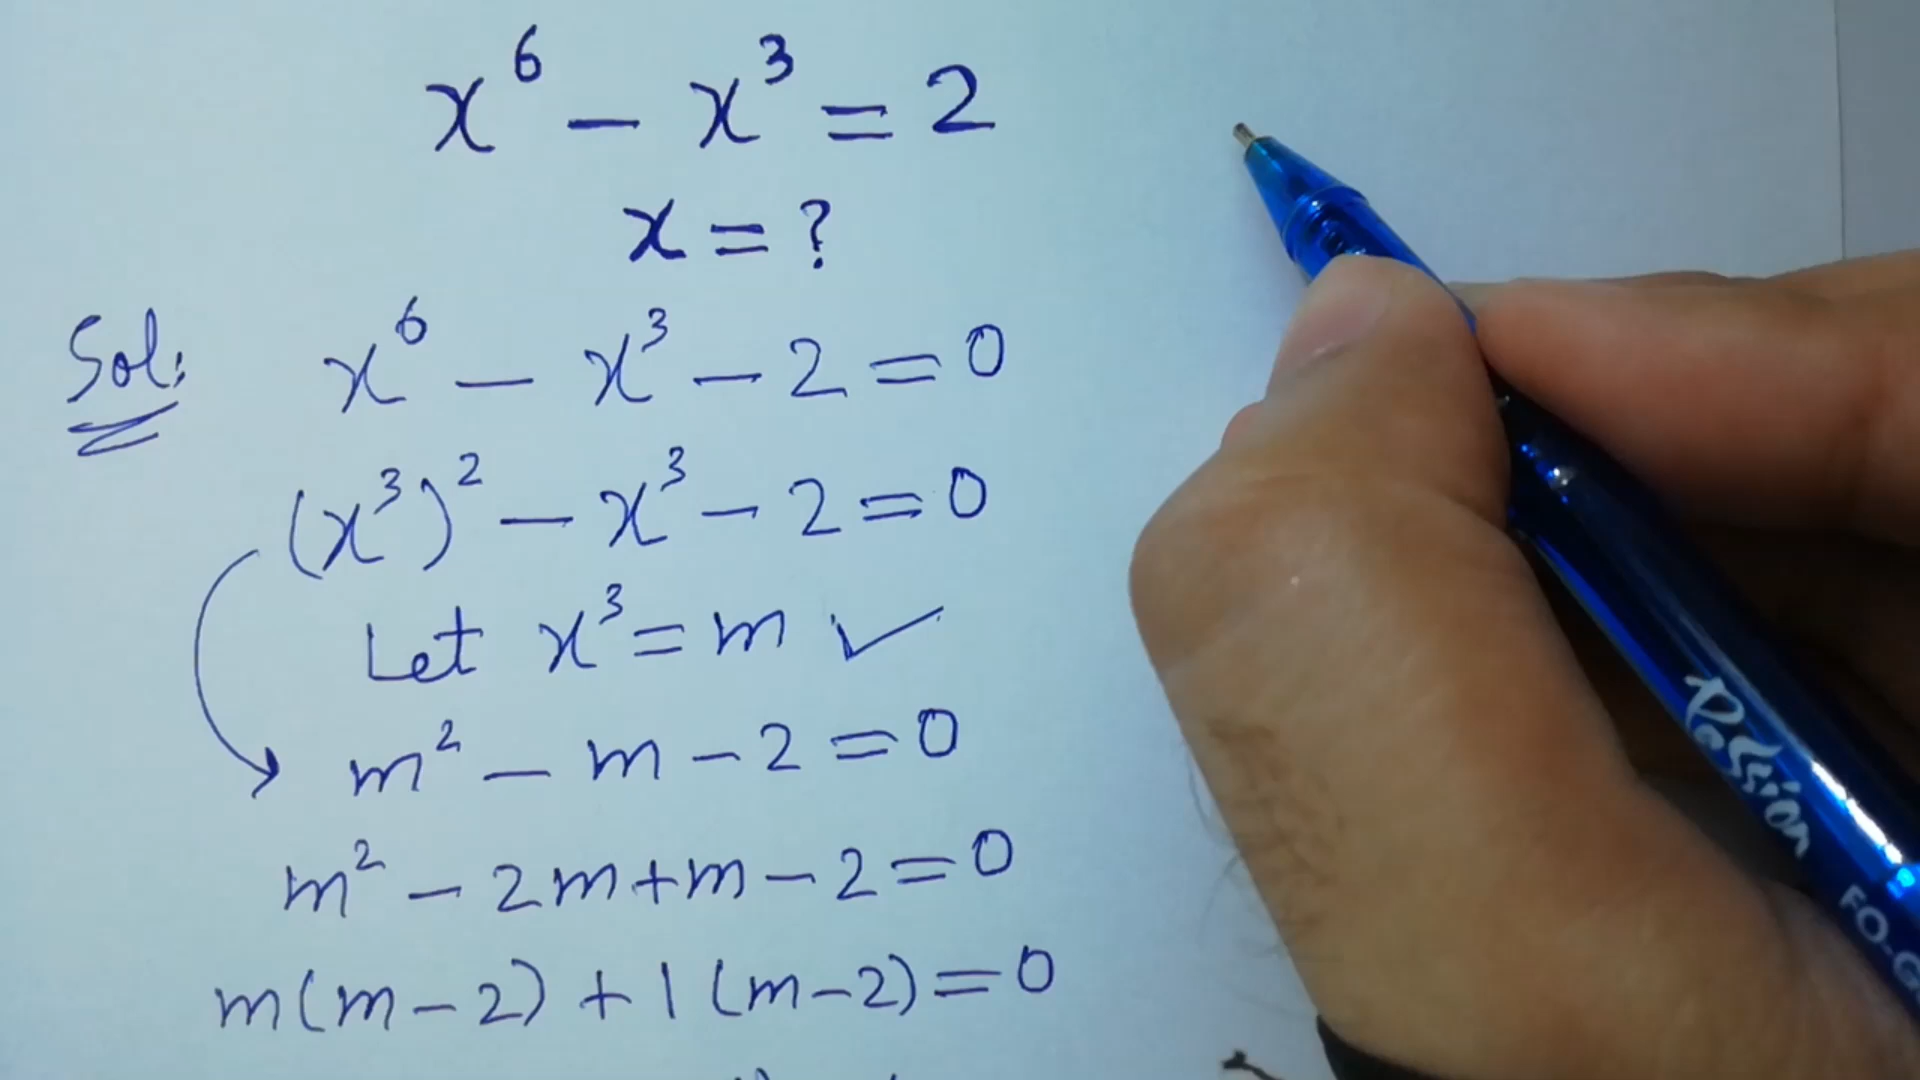 x⁶ − x³ = 2
x = ?
Sol:
x⁶ − x³ − 2 = 0
(x³)² − x³ − 2 = 0
Let x³ = m ✓
m² − m − 2 = 0
m² − 2m + m − 2 = 0
m(m − 2) + 1(m − 2) = 0
Passion